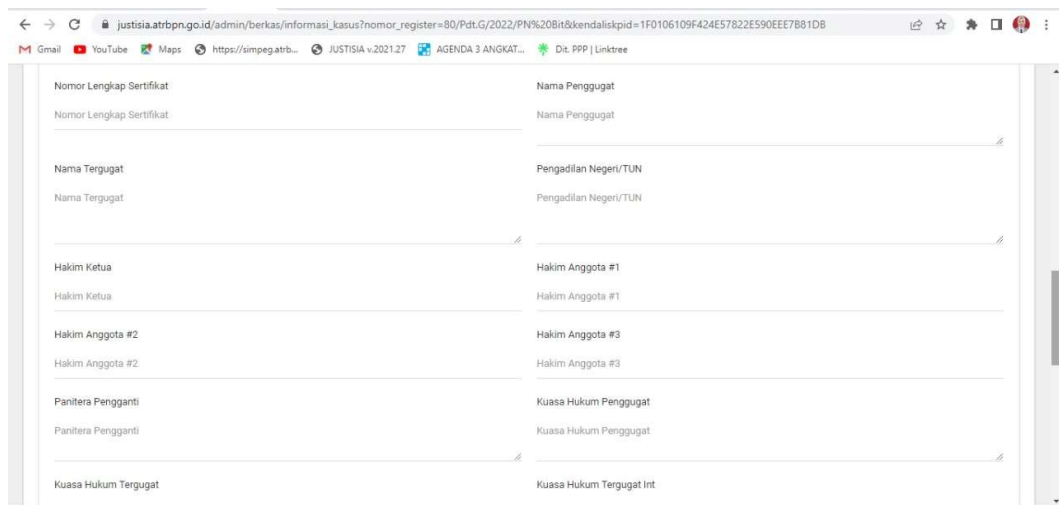 justisia.atrbpn.go.id/admin/berkas/informasi_kasus?nomor_register=80/Pdt.G/2022/PN%20Bit&kendaliskpid=1F0106109F424E57822E590EEE7B81DB
Gmail YouTube Maps https://simpeg.atrb... JUSTISIA v.2021.27 AGENDA 3 ANGKAT... Dit. PPP | Linktree
Nomor Lengkap Sertifikat Nama Penggugat
Nomor Lengkap Sertifikat Nama Penggugat
Nama Tergugat Pengadilan Negeri/TUN
Nama Tergugat Pengadilan Negeri/TUN
Hakim Ketua Hakim Anggota #1
Hakim Ketua Hakim Anggota #1
Hakim Anggota #2 Hakim Anggota #3
Hakim Anggota #2 Hakim Anggota #3
Panitera Pengganti Kuasa Hukum Penggugat
Panitera Pengganti Kuasa Hukum Penggugat
Kuasa Hukum Tergugat Kuasa Hukum Tergugat Int